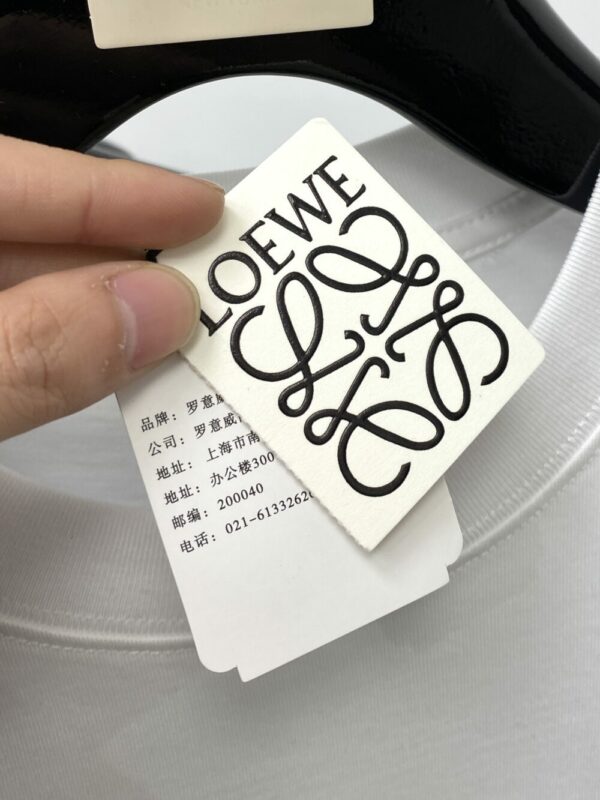 LOEWE
品牌: 罗意威
公司: 罗意威
地址: 上海市南
地址: 办公楼300
邮编: 200040
电话: 021-6133262